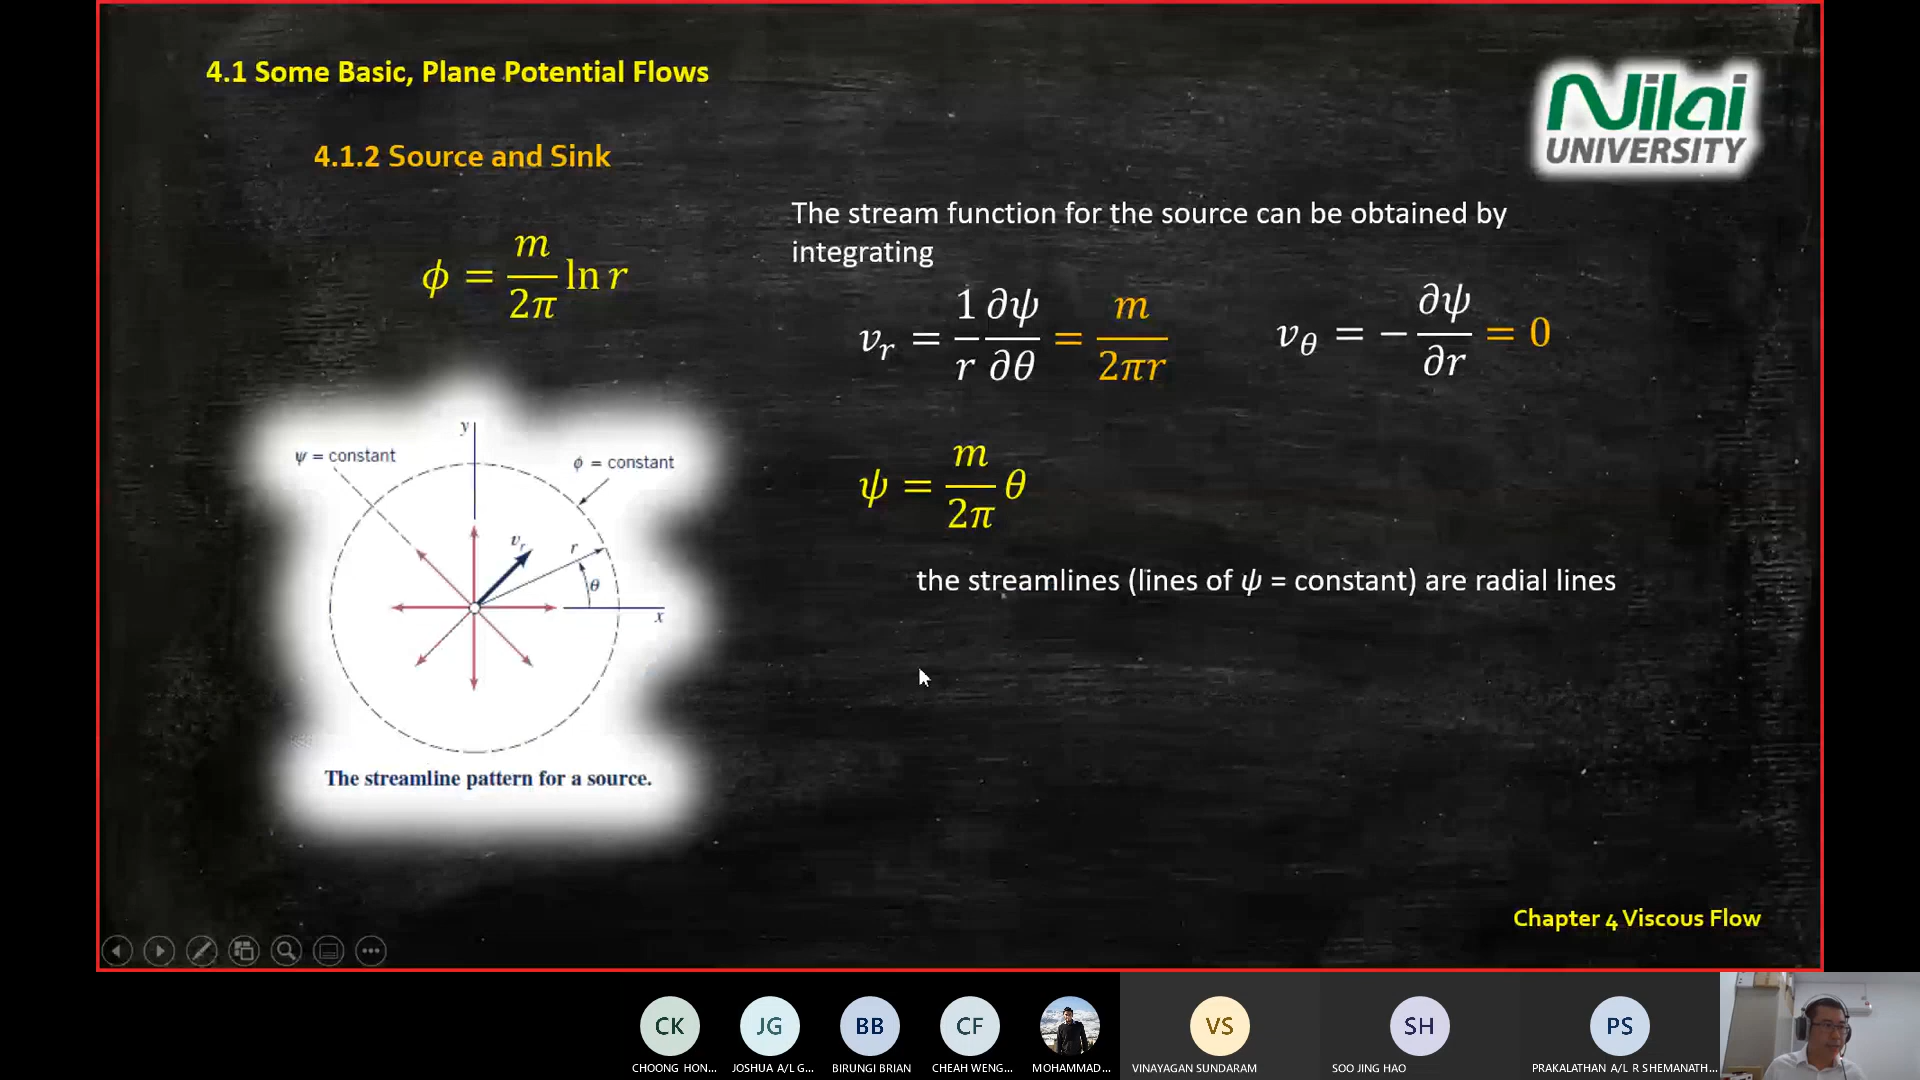 4.1 Some Basic, Plane Potential Flows
Nilai
UNIVERSITY
4.1.2 Source and Sink
ϕ = m/2π ln r
The stream function for the source can be obtained by
integrating
v_r = 1/r ∂ψ/∂θ = m/2πr
v_θ = − ∂ψ/∂r = 0
ψ = m/2π θ
the streamlines (lines of ψ = constant) are radial lines
y
ψ = constant
ϕ = constant
v_r
r
θ
x
The streamline pattern for a source.
Chapter 4 Viscous Flow
CK
JG
BB
CF
VS
SH
PS
CHOONG HON...
JOSHUA A/L G...
BIRUNGI BRIAN
CHEAH WENG...
MOHAMMAD...
VINAYAGAN SUNDARAM
SOO JING HAO
PRAKALATHAN A/L R SHEMANATH...